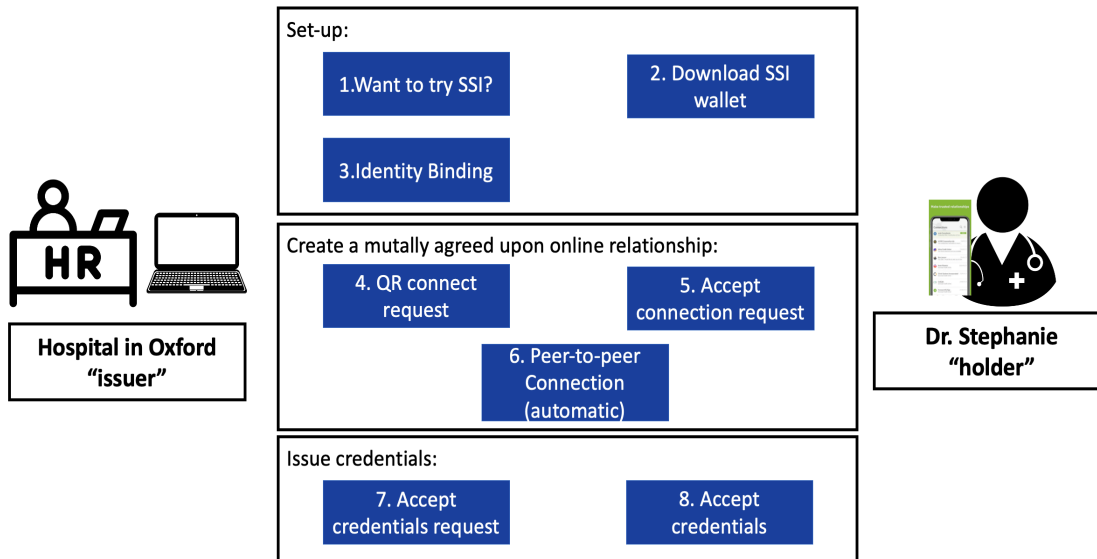 Set-up:
1.Want to try SSI?
2. Download SSI
wallet
3.Identity Binding
HR
Hospital in Oxford
“issuer”
Create a mutally agreed upon online relationship:
4. QR connect
request
5. Accept
connection request
6. Peer-to-peer
Connection
(automatic)
Dr. Stephanie
“holder”
Issue credentials:
7. Accept
credentials request
8. Accept
credentials